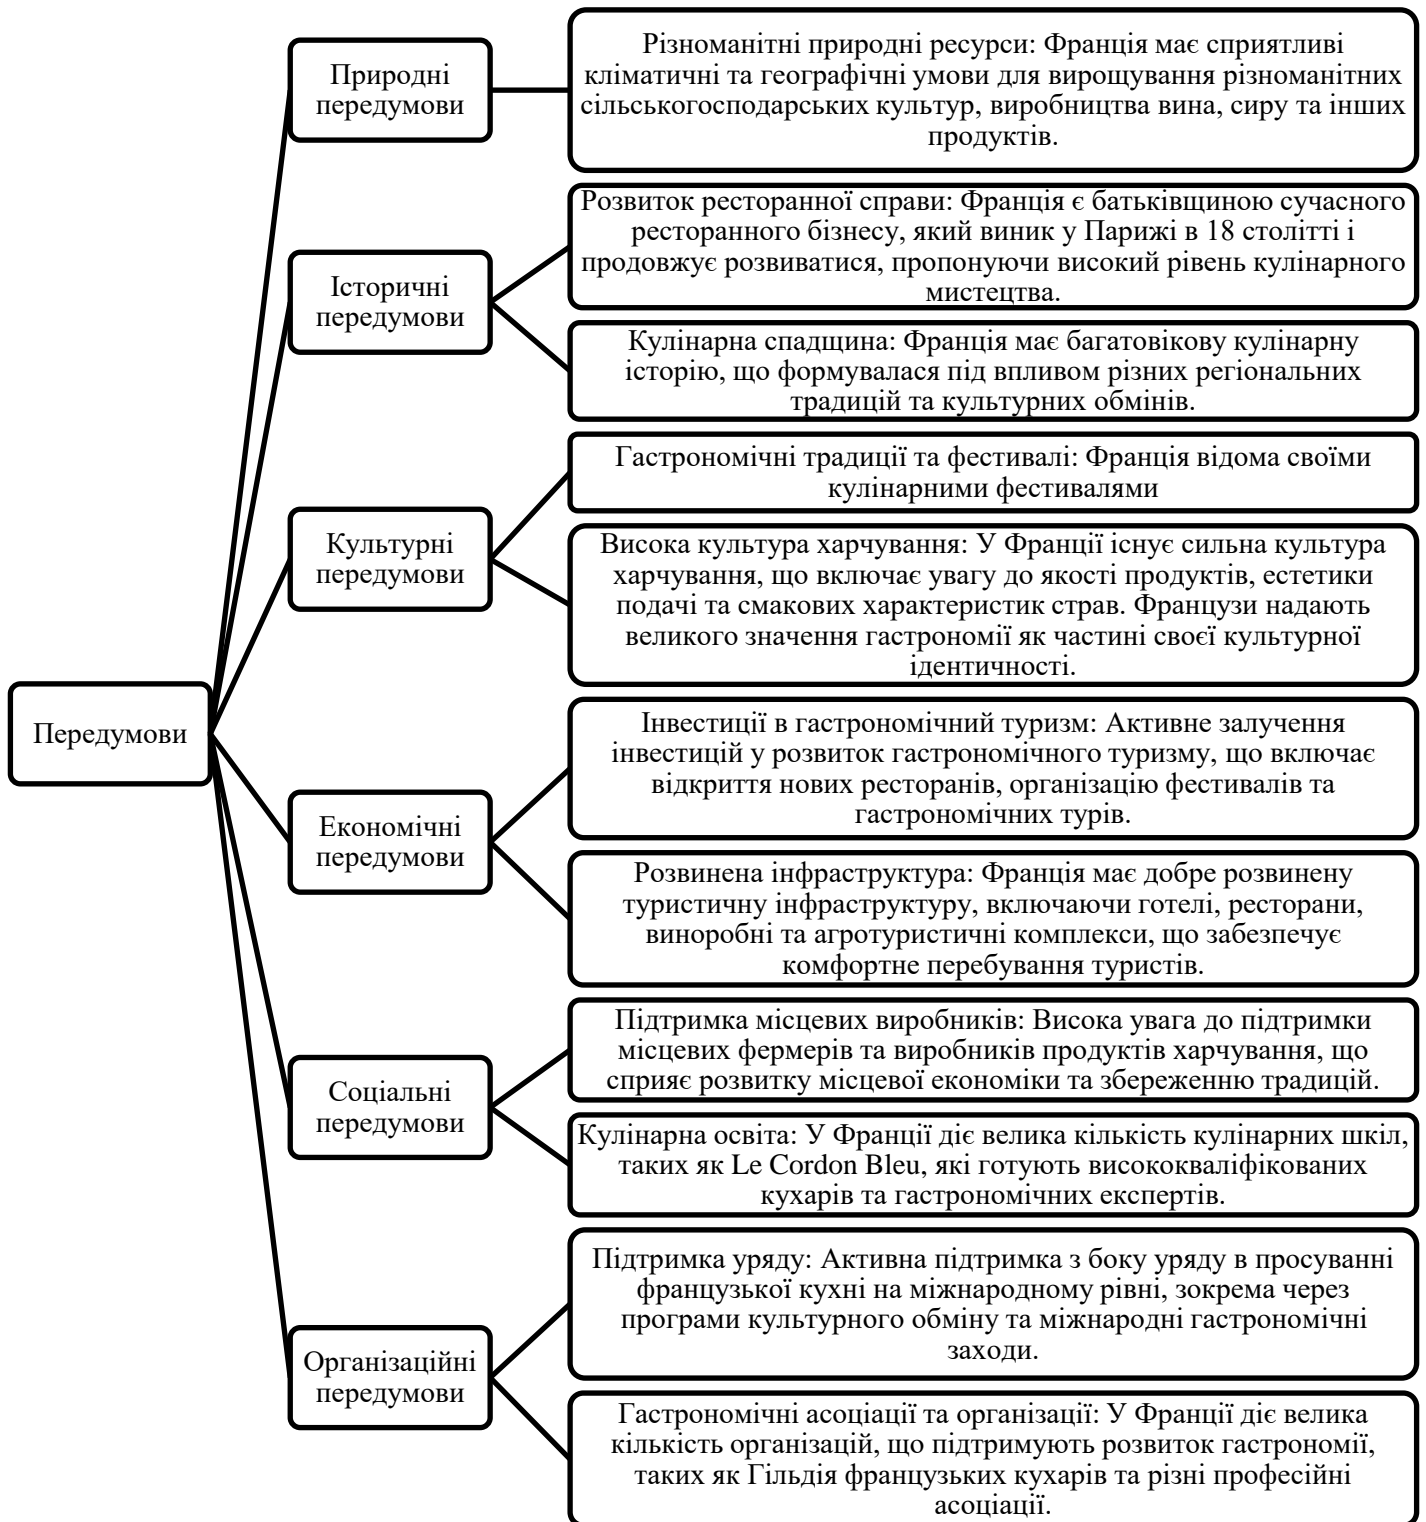 Передумови
Природні
передумови
Різноманітні природні ресурси: Франція має сприятливі
кліматичні та географічні умови для вирощування різноманітних
сільськогосподарських культур, виробництва вина, сиру та інших
продуктів.
Історичні
передумови
Розвиток ресторанної справи: Франція є батьківщиною сучасного
ресторанного бізнесу, який виник у Парижі в 18 столітті і
продовжує розвиватися, пропонуючи високий рівень кулінарного
мистецтва.
Кулінарна спадщина: Франція має багатовікову кулінарну
історію, що формувалася під впливом різних регіональних
традицій та культурних обмінів.
Культурні
передумови
Гастрономічні традиції та фестивалі: Франція відома своїми
кулінарними фестивалями
Висока культура харчування: У Франції існує сильна культура
харчування, що включає увагу до якості продуктів, естетики
подачі та смакових характеристик страв. Французи надають
великого значення гастрономії як частині своєї культурної
ідентичності.
Економічні
передумови
Інвестиції в гастрономічний туризм: Активне залучення
інвестицій у розвиток гастрономічного туризму, що включає
відкриття нових ресторанів, організацію фестивалів та
гастрономічних турів.
Розвинена інфраструктура: Франція має добре розвинену
туристичну інфраструктуру, включаючи готелі, ресторани,
виноробні та агротуристичні комплекси, що забезпечує
комфортне перебування туристів.
Соціальні
передумови
Підтримка місцевих виробників: Висока увага до підтримки
місцевих фермерів та виробників продуктів харчування, що
сприяє розвитку місцевої економіки та збереженню традицій.
Кулінарна освіта: У Франції діє велика кількість кулінарних шкіл,
таких як Le Cordon Bleu, які готують висококваліфікованих
кухарів та гастрономічних експертів.
Організаційні
передумови
Підтримка уряду: Активна підтримка з боку уряду в просуванні
французької кухні на міжнародному рівні, зокрема через
програми культурного обміну та міжнародні гастрономічні
заходи.
Гастрономічні асоціації та організації: У Франції діє велика
кількість організацій, що підтримують розвиток гастрономії,
таких як Гільдія французьких кухарів та різні професійні
асоціації.